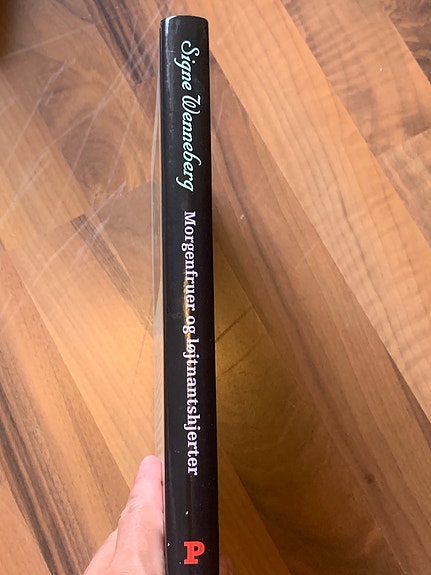 Signe Wenneberg
Morgenfruer og løjtnantshjerter
P